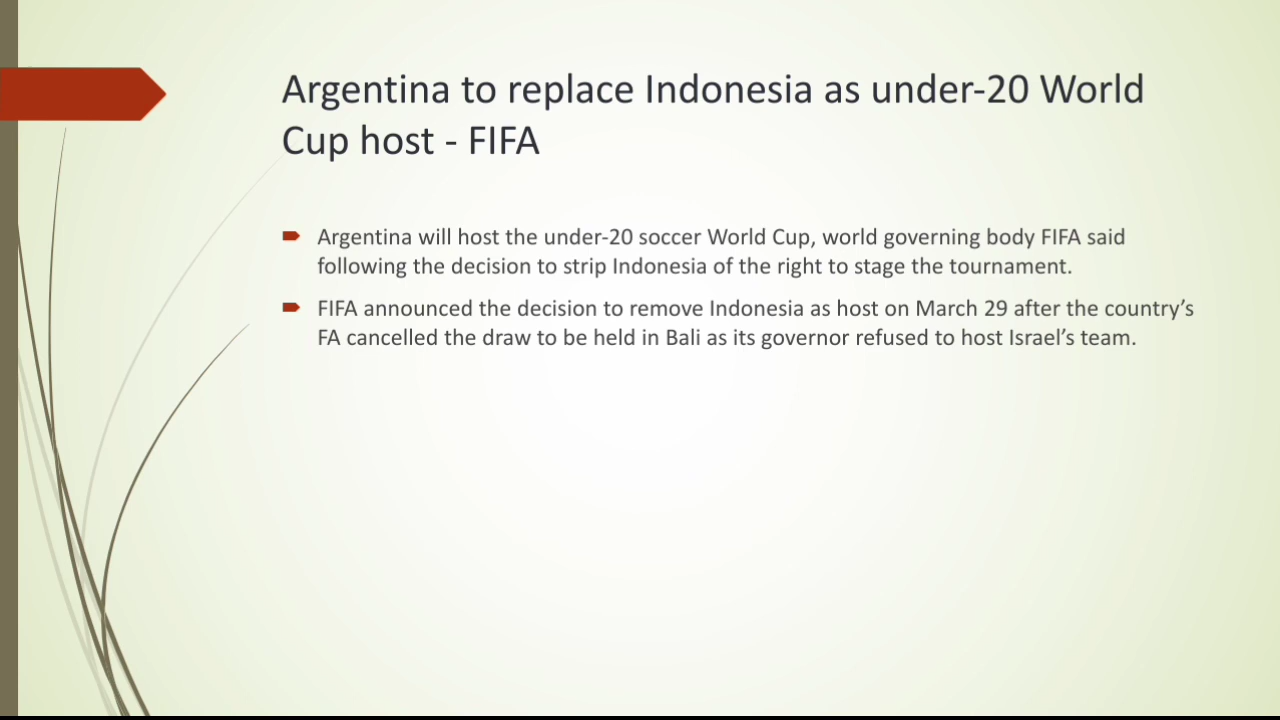 Argentina to replace Indonesia as under-20 World
Cup host - FIFA
Argentina will host the under-20 soccer World Cup, world governing body FIFA said
following the decision to strip Indonesia of the right to stage the tournament.
FIFA announced the decision to remove Indonesia as host on March 29 after the country’s
FA cancelled the draw to be held in Bali as its governor refused to host Israel’s team.